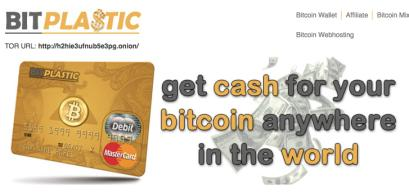 BITPLASTIC
Bitcoin Wallet | Affiliate | Bitcoin Mix
TOR URL: http://h2hie3ufnub5e3pg.onion/
Bitcoin Webhosting
BITPLASTIC
get cash for your
bitcoin anywhere
in the world
Debit
MasterCard